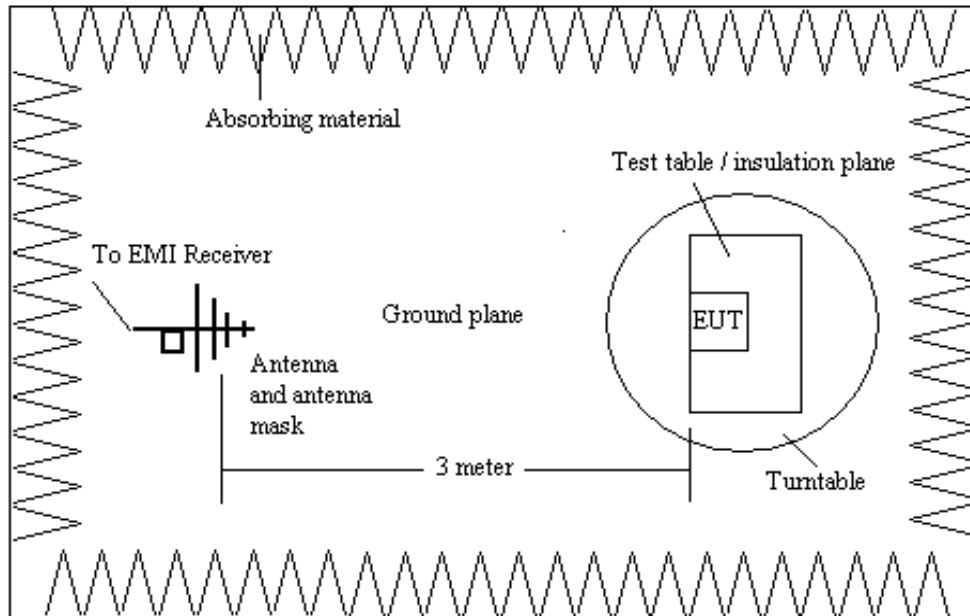 Absorbing material
Test table / insulation plane
To EMI Receiver
Ground plane
EUT
Antenna
and antenna
mask
3 meter
Turntable